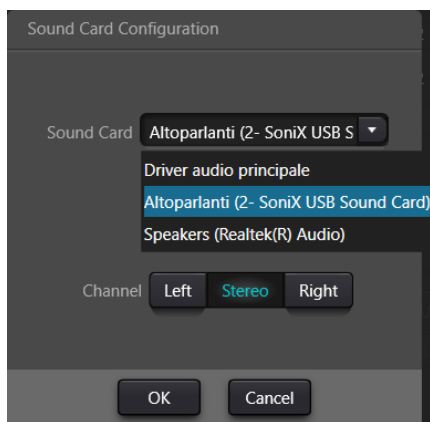 Sound Card Configuration
Sound Card Altoparlanti (2- SoniX USB S
Driver audio principale
Altoparlanti (2- SoniX USB Sound Card)
Speakers (Realtek(R) Audio)
Channel Left Stereo Right
OK Cancel